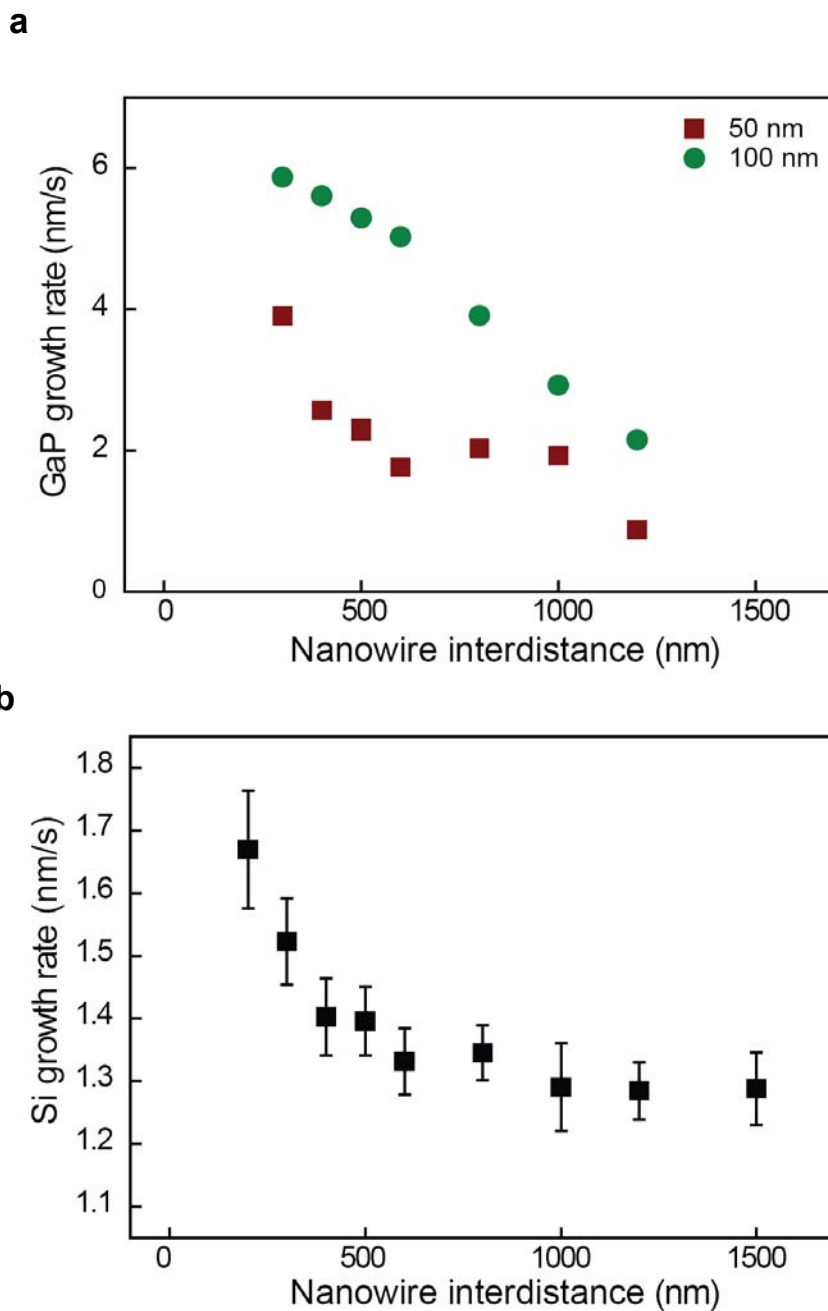 a
50 nm
100 nm
6
4
2
0
GaP growth rate (nm/s)
0 500 1000 1500
Nanowire interdistance (nm)
b
1.8
1.7
1.6
1.5
1.4
1.3
1.2
1.1
Si growth rate (nm/s)
0 500 1000 1500
Nanowire interdistance (nm)